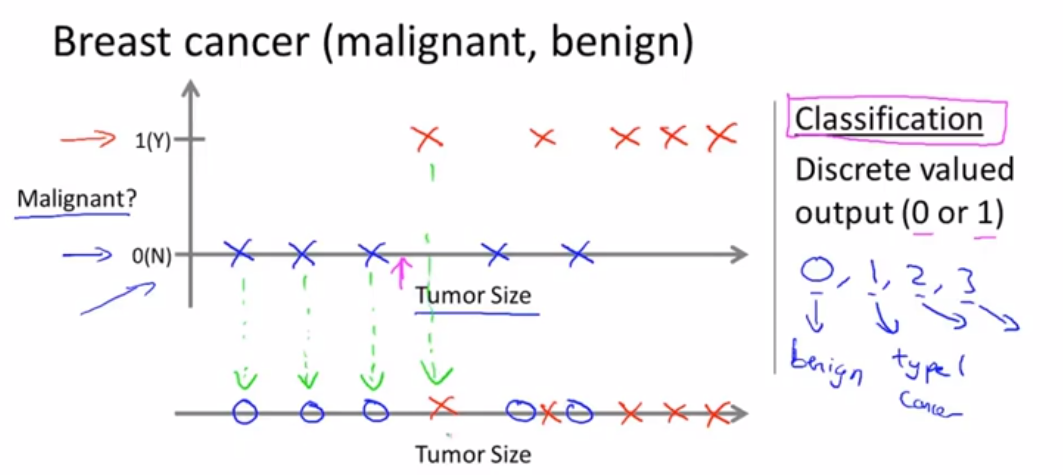 Breast cancer (malignant, benign)
1(Y)
Malignant?
0(N)
Tumor Size
Tumor Size
Classification
Discrete valued
output (0 or 1)
0, 1, 2, 3
benign
type 1
cancer